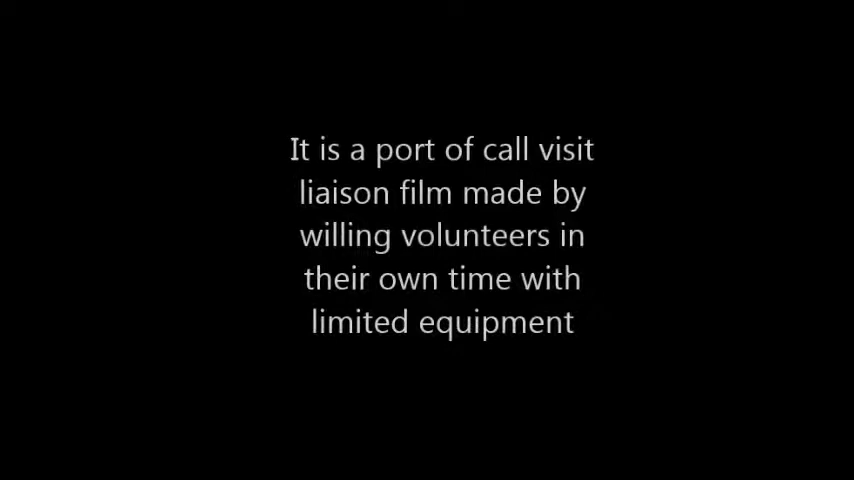 It is a port of call visit
liaison film made by
willing volunteers in
their own time with
limited equipment